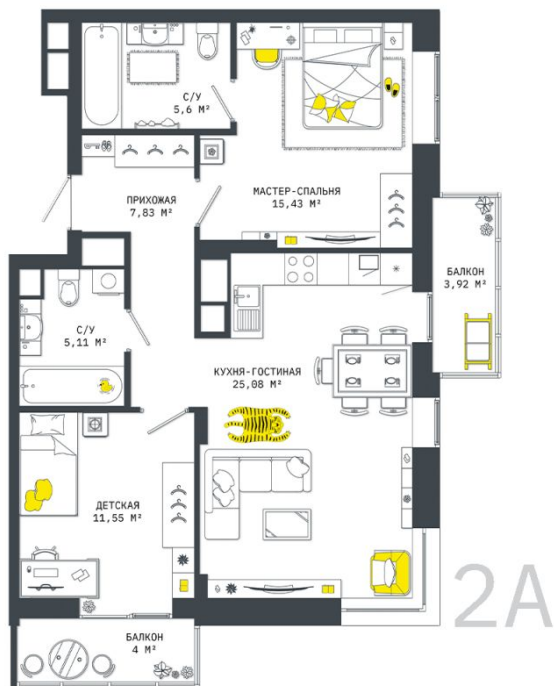 С/У
5,6 М²
ПРИХОЖАЯ
7,83 М²
МАСТЕР-СПАЛЬНЯ
15,43 М²
БАЛКОН
3,92 М²
С/У
5,11 М²
КУХНЯ-ГОСТИНАЯ
25,08 М²
ДЕТСКАЯ
11,55 М²
2А
БАЛКОН
4 М²